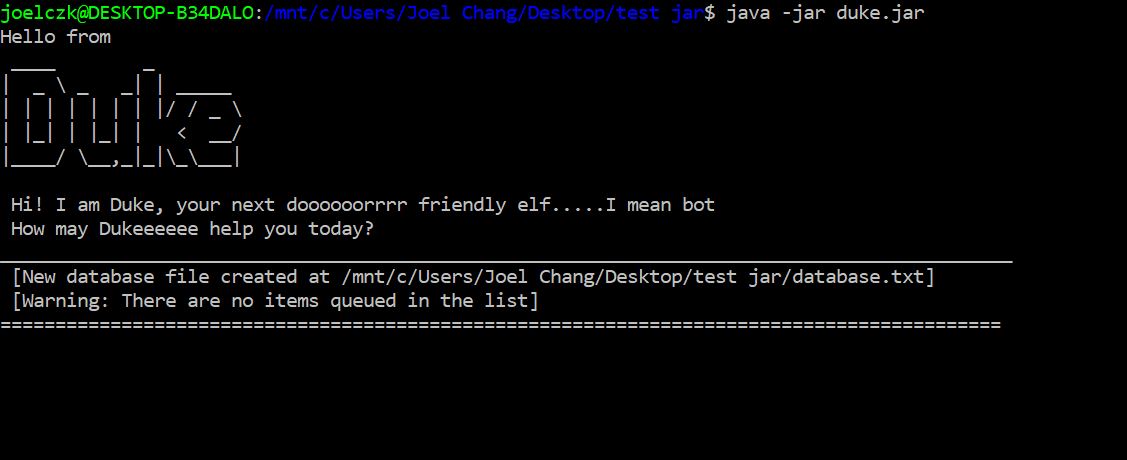 joelczk@DESKTOP-B34DALO:/mnt/c/Users/Joel Chang/Desktop/test jar$ java -jar duke.jar
Hello from
 ____        _
|  _ \ _   _| | _____
| | | | | | | |/ / _ \
| |_| | |_| |   <  __/
|____/ \__,_|_|\_\___|
Hi! I am Duke, your next doooooorrrr friendly elf.....I mean bot
How may Dukeeeeee help you today?
____________________________________________________________________________________________
[New database file created at /mnt/c/Users/Joel Chang/Desktop/test jar/database.txt]
[Warning: There are no items queued in the list]
===========================================================================================